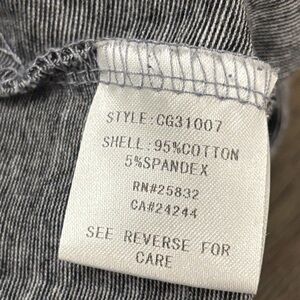 STYLE:CG31007
SHELL:95%COTTON
5%SPANDEX
RN#25832
CA#24244
SEE REVERSE FOR
CARE